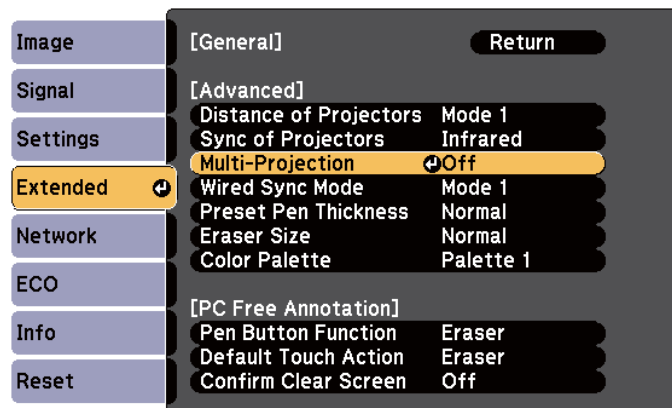 Image
Signal
Settings
Extended
Network
ECO
Info
Reset
[General] Return
[Advanced]
Distance of Projectors Mode 1
Sync of Projectors Infrared
Multi-Projection Off
Wired Sync Mode Mode 1
Preset Pen Thickness Normal
Eraser Size Normal
Color Palette Palette 1
[PC Free Annotation]
Pen Button Function Eraser
Default Touch Action Eraser
Confirm Clear Screen Off